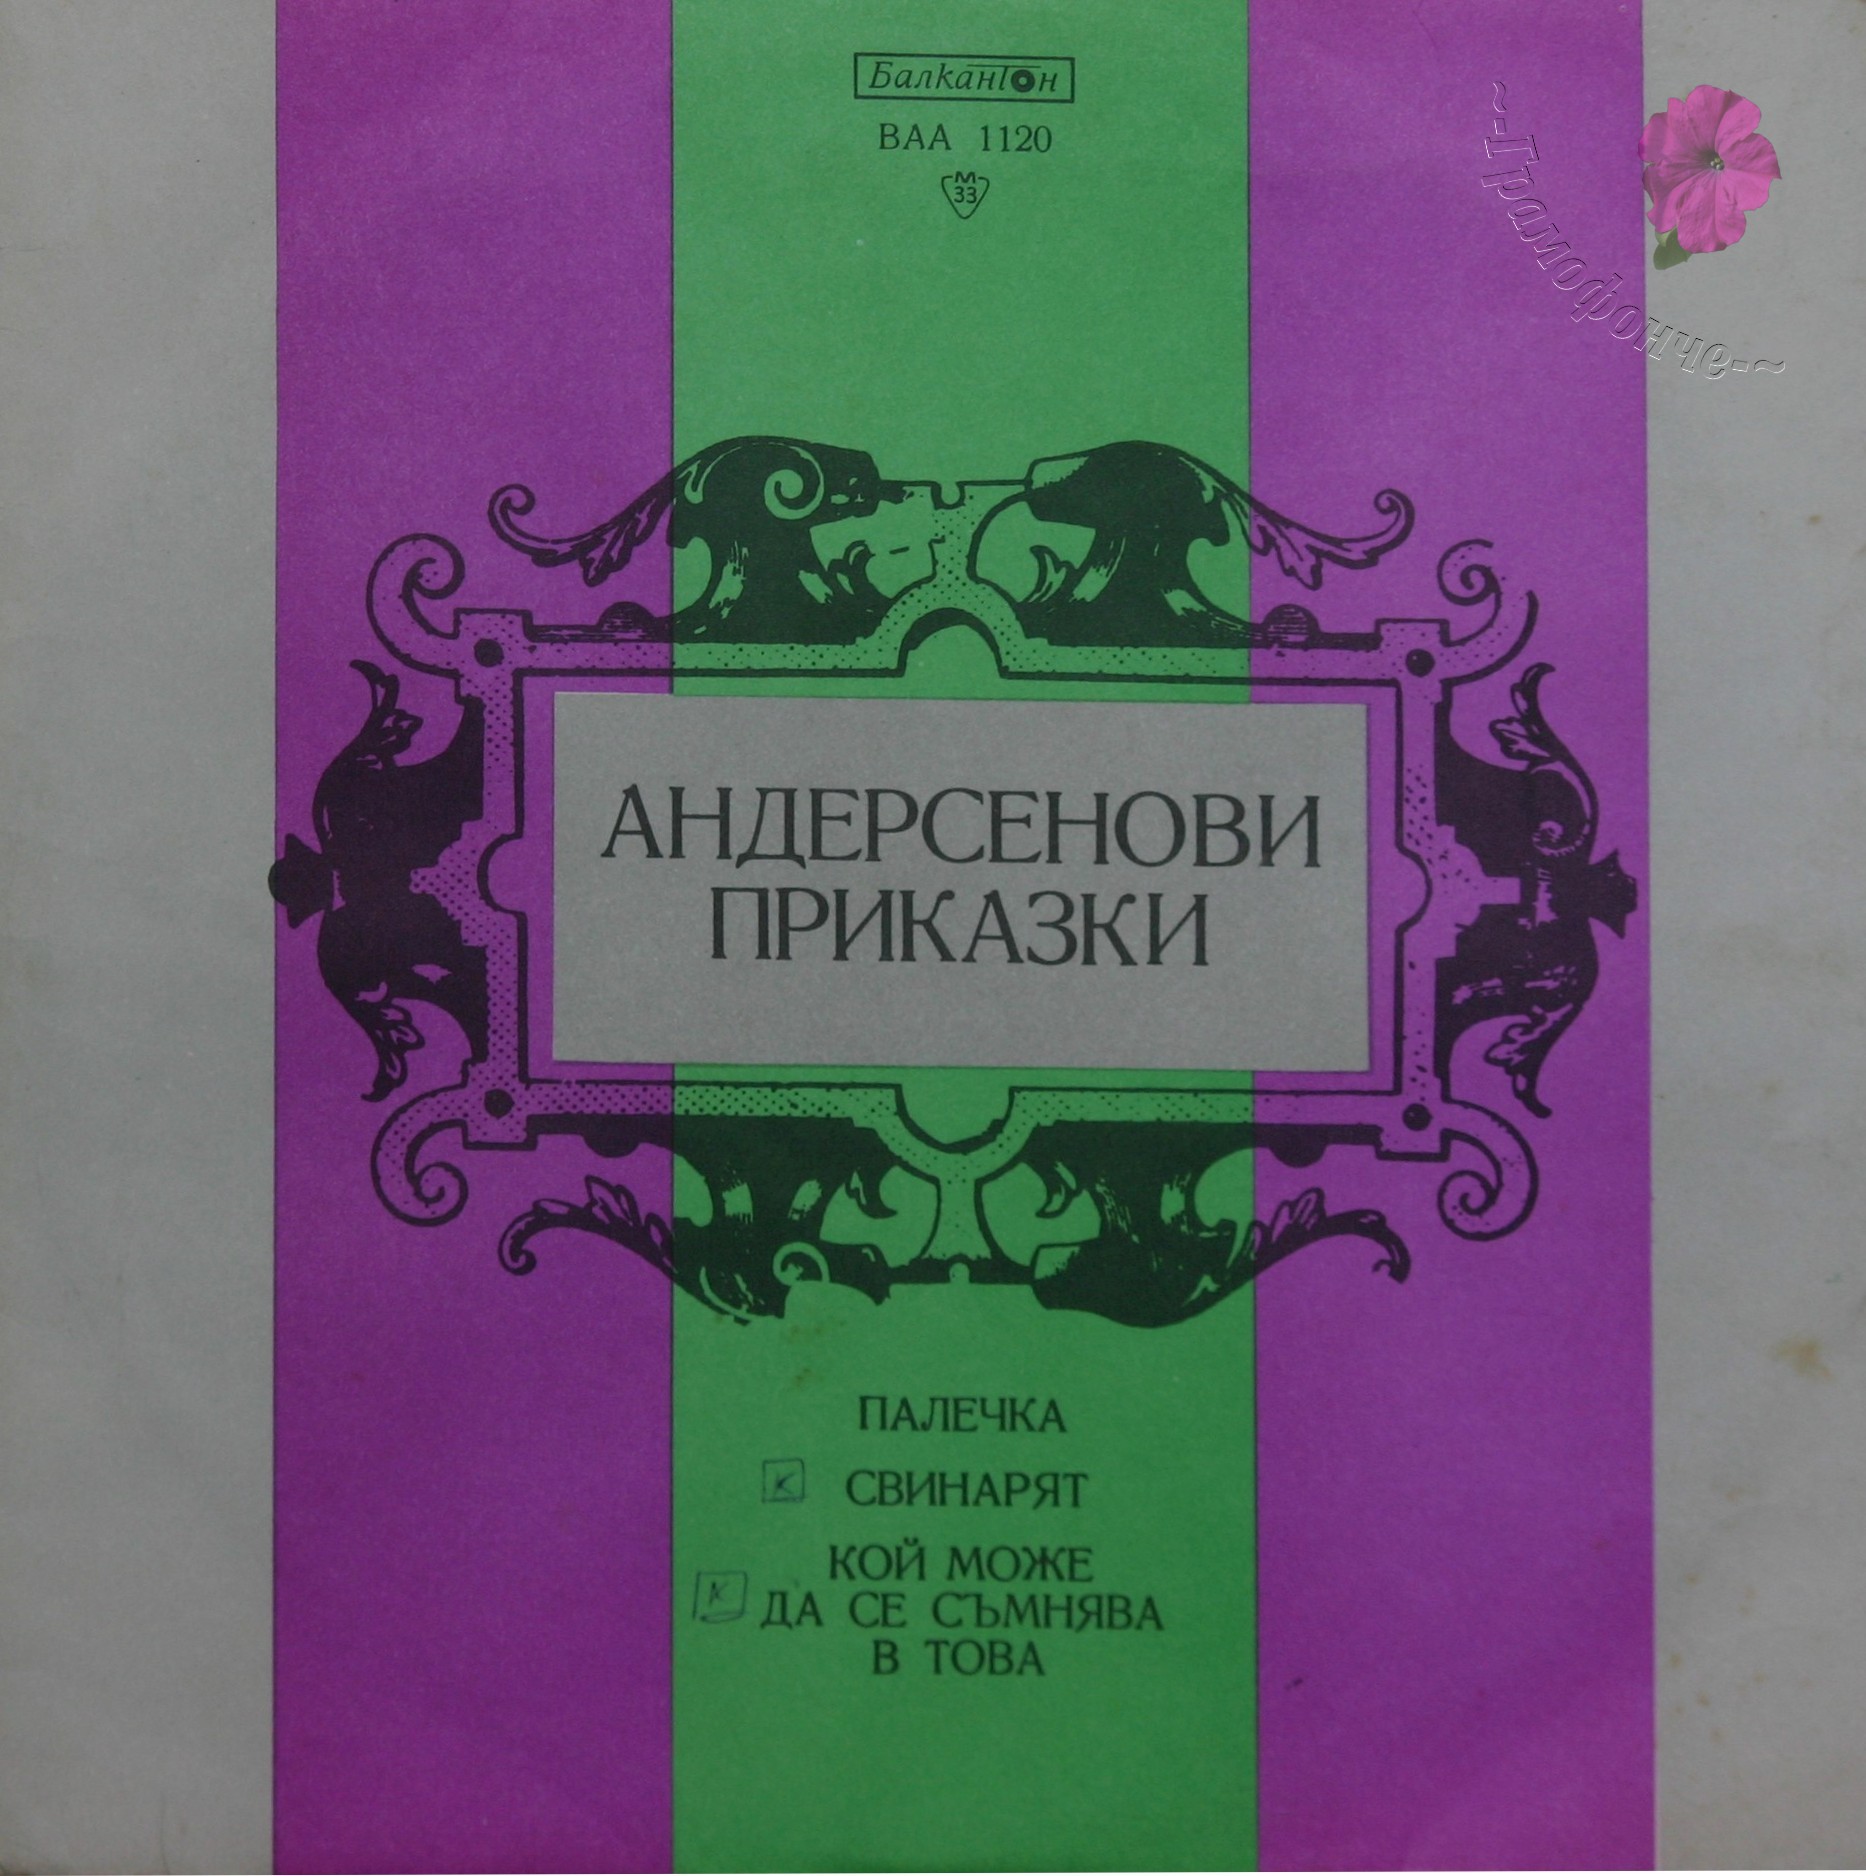 Балкантон
ВАА 1120
М
33
~-Грамофонче-~
АНДЕРСЕНОВИ
ПРИКАЗКИ
ПАЛЕЧКА
К СВИНАРЯТ
КОЙ МОЖЕ
К ДА СЕ СЪМНЯВА
В ТОВА